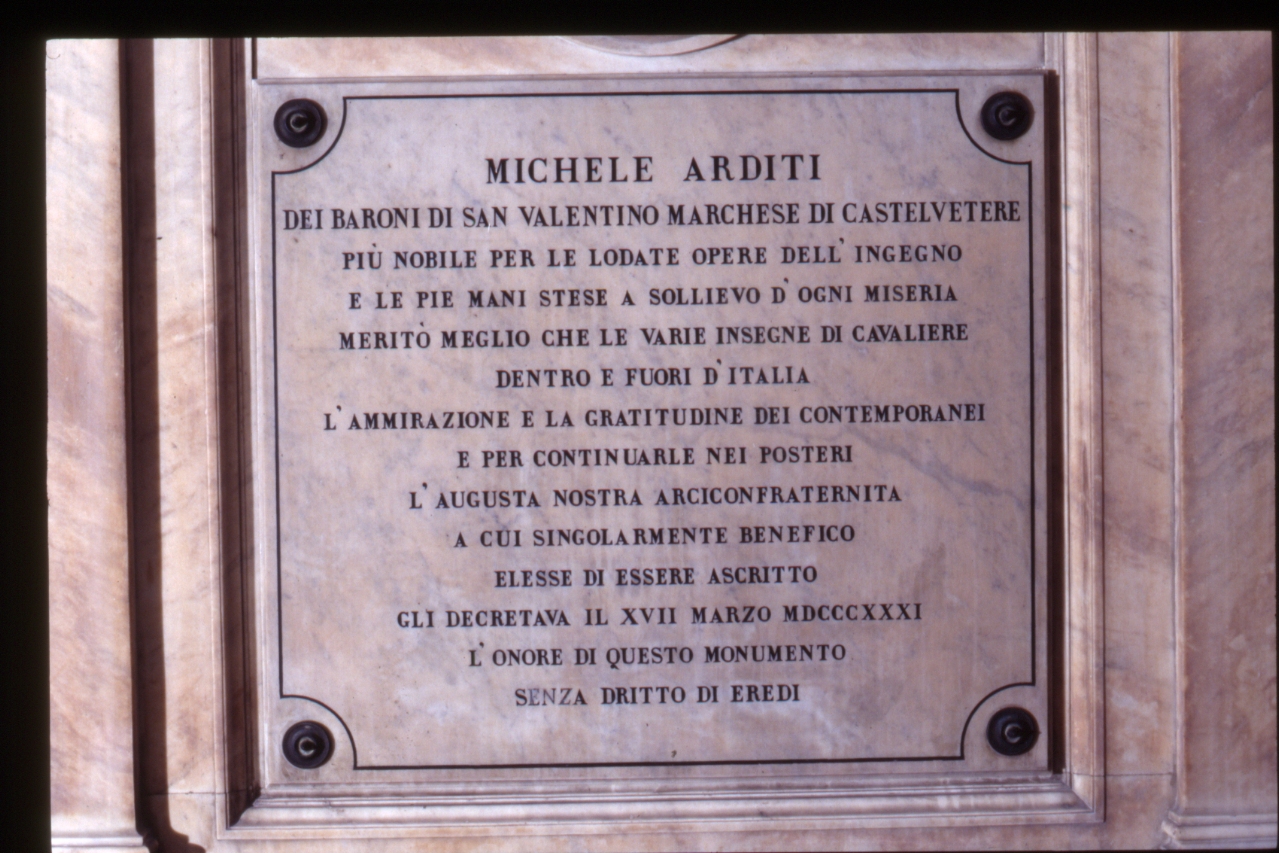 C C
MICHELE ARDITI
DEI BARONI DI SAN VALENTINO MARCHESE DI CASTELVETERE
PIÙ NOBILE PER LE LODATE OPERE DELL' INGEGNO
E LE PIE MANI STESE A SOLLIEVO D' OGNI MISERIA
MERITÒ MEGLIO CHE LE VARIE INSEGNE DI CAVALIERE
DENTRO E FUORI D'ITALIA
L'AMMIRAZIONE E LA GRATITUDINE DEI CONTEMPORANEI
E PER CONTINUARLE NEI POSTERI
L'AUGUSTA NOSTRA ARCICONFRATERNITA
A CUI SINGOLARMENTE BENEFICO
ELESSE DI ESSERE ASCRITTO
GLI DECRETAVA IL XVII MARZO MDCCCXXXI
L'ONORE DI QUESTO MONUMENTO
SENZA DRITTO DI EREDI
C C